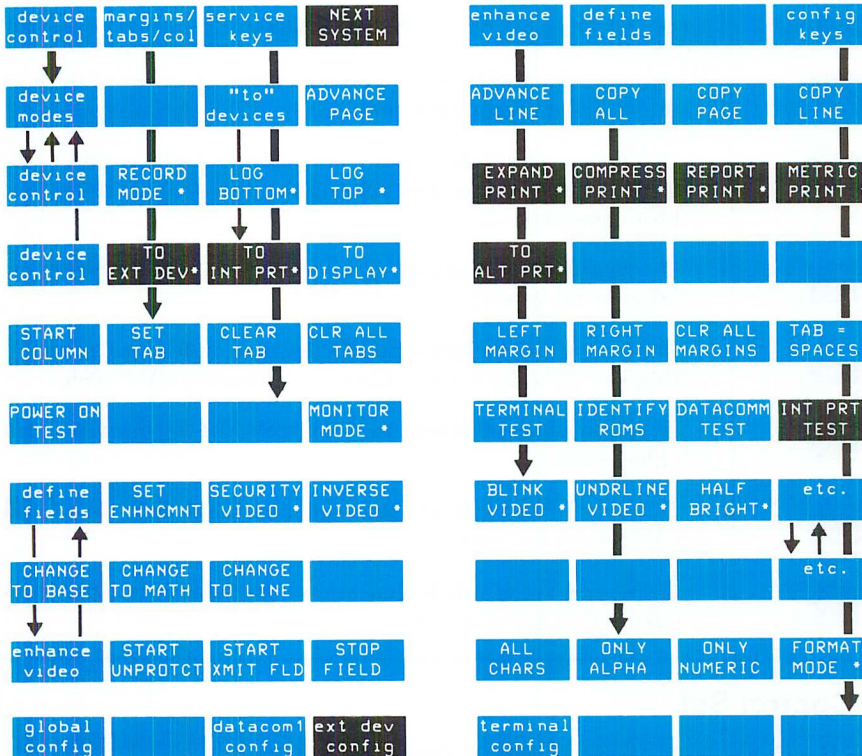 device control
margins/ tabs/col
service keys
NEXT SYSTEM
enhance video
define fields
config keys
device modes
"to" devices
ADVANCE PAGE
ADVANCE LINE
COPY ALL
COPY PAGE
COPY LINE
device control
RECORD MODE *
LOG BOTTOM*
LOG TOP *
EXPAND PRINT *
COMPRESS PRINT *
REPORT PRINT *
METRIC PRINT
device control
TO EXT DEV*
TO INT PRT*
TO DISPLAY*
TO ALT PRT*
START COLUMN
SET TAB
CLEAR TAB
CLR ALL TABS
LEFT MARGIN
RIGHT MARGIN
CLR ALL MARGINS
TAB = SPACES
POWER ON TEST
MONITOR MODE *
TERMINAL TEST
IDENTIFY ROMS
DATACOMM TEST
INT PRT TEST
define fields
SET ENHNCMNT
SECURITY VIDEO *
INVERSE VIDEO *
BLINK VIDEO *
UNDRLINE VIDEO *
HALF BRIGHT*
etc.
CHANGE TO BASE
CHANGE TO MATH
CHANGE TO LINE
etc.
enhance video
START UNPROTCT
START XMIT FLD
STOP FIELD
ALL CHARS
ONLY ALPHA
ONLY NUMERIC
FORMAT MODE *
global config
datacom1 config
ext dev config
terminal config